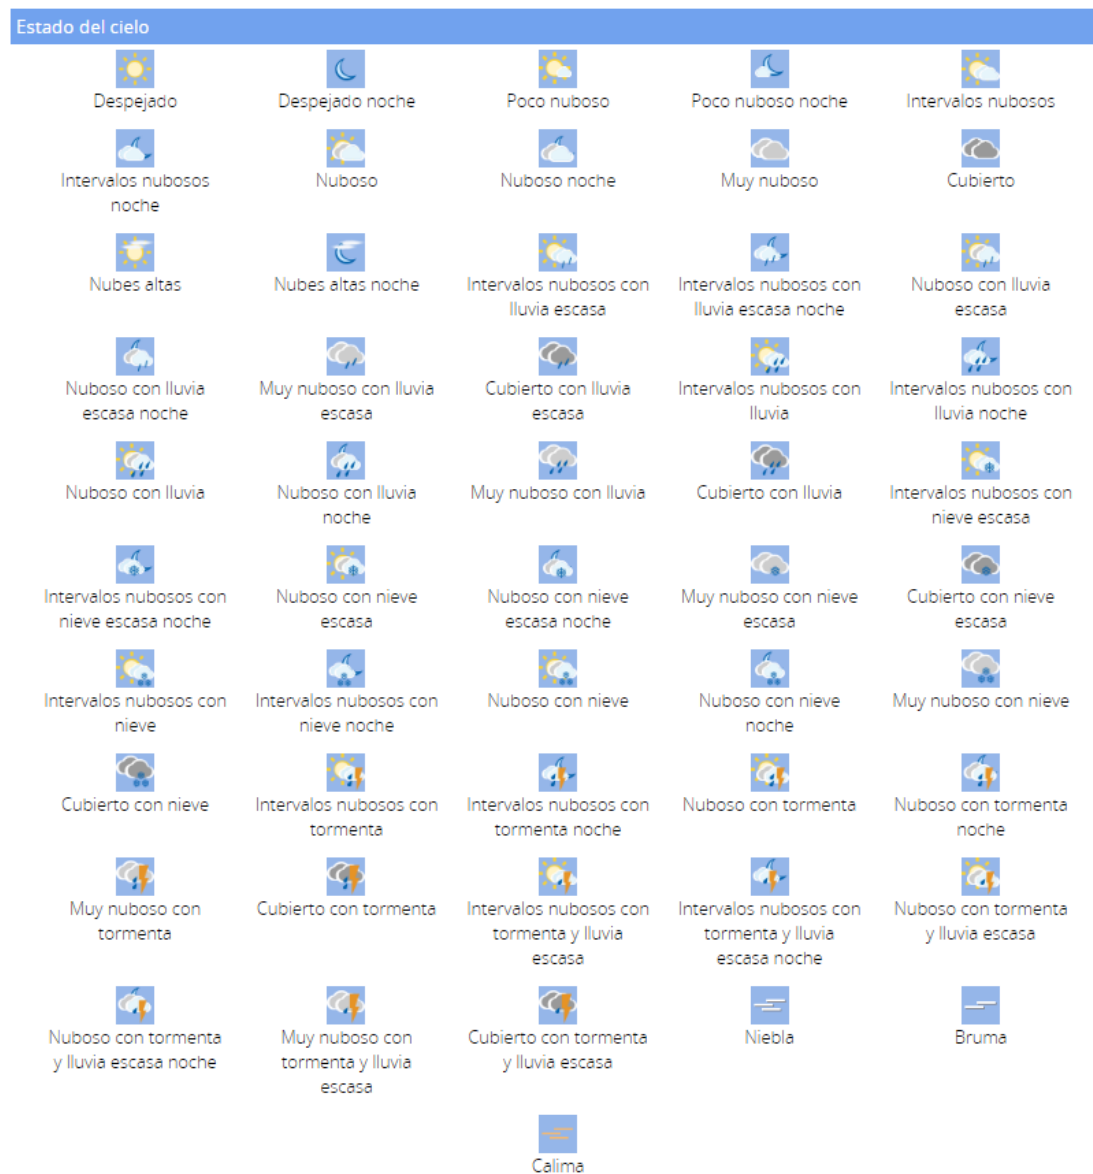 Estado del cielo
Despejado
Despejado noche
Poco nuboso
Poco nuboso noche
Intervalos nubosos
Intervalos nubosos
noche
Nuboso
Nuboso noche
Muy nuboso
Cubierto
Nubes altas
Nubes altas noche
Intervalos nubosos con
lluvia escasa
Intervalos nubosos con
lluvia escasa noche
Nuboso con lluvia
escasa
Nuboso con lluvia
escasa noche
Muy nuboso con lluvia
escasa
Cubierto con lluvia
escasa
Intervalos nubosos con
lluvia
Intervalos nubosos con
lluvia noche
Nuboso con lluvia
Nuboso con lluvia
noche
Muy nuboso con lluvia
Cubierto con lluvia
Intervalos nubosos con
nieve escasa
Intervalos nubosos con
nieve escasa noche
Nuboso con nieve
escasa
Nuboso con nieve
escasa noche
Muy nuboso con nieve
escasa
Cubierto con nieve
escasa
Intervalos nubosos con
nieve
Intervalos nubosos con
nieve noche
Nuboso con nieve
Nuboso con nieve
noche
Muy nuboso con nieve
Cubierto con nieve
Intervalos nubosos con
tormenta
Intervalos nubosos con
tormenta noche
Nuboso con tormenta
Nuboso con tormenta
noche
Muy nuboso con
tormenta
Cubierto con tormenta
Intervalos nubosos con
tormenta y lluvia
escasa
Intervalos nubosos con
tormenta y lluvia
escasa noche
Nuboso con tormenta
y lluvia escasa
Nuboso con tormenta
y lluvia escasa noche
Muy nuboso con
tormenta y lluvia
escasa
Cubierto con tormenta
y lluvia escasa
Niebla
Bruma
Calima